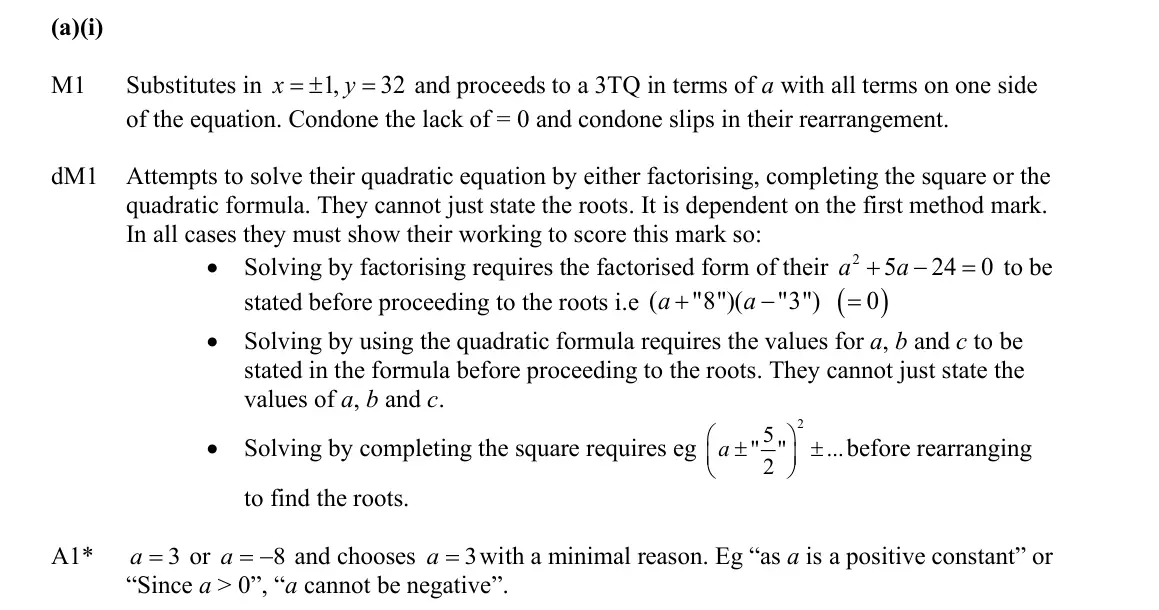 (a)(i)
M1 Substitutes in x = ±1, y = 32 and proceeds to a 3TQ in terms of a with all terms on one side
of the equation. Condone the lack of = 0 and condone slips in their rearrangement.
dM1 Attempts to solve their quadratic equation by either factorising, completing the square or the
quadratic formula. They cannot just state the roots. It is dependent on the first method mark.
In all cases they must show their working to score this mark so:
• Solving by factorising requires the factorised form of their a² + 5a − 24 = 0 to be
stated before proceeding to the roots i.e (a + "8")(a − "3") (= 0)
• Solving by using the quadratic formula requires the values for a, b and c to be
stated in the formula before proceeding to the roots. They cannot just state the
values of a, b and c.
• Solving by completing the square requires eg (a ± "5/2")² ± ... before rearranging
to find the roots.
A1* a = 3 or a = −8 and chooses a = 3 with a minimal reason. Eg “as a is a positive constant” or
“Since a > 0”, “a cannot be negative”.